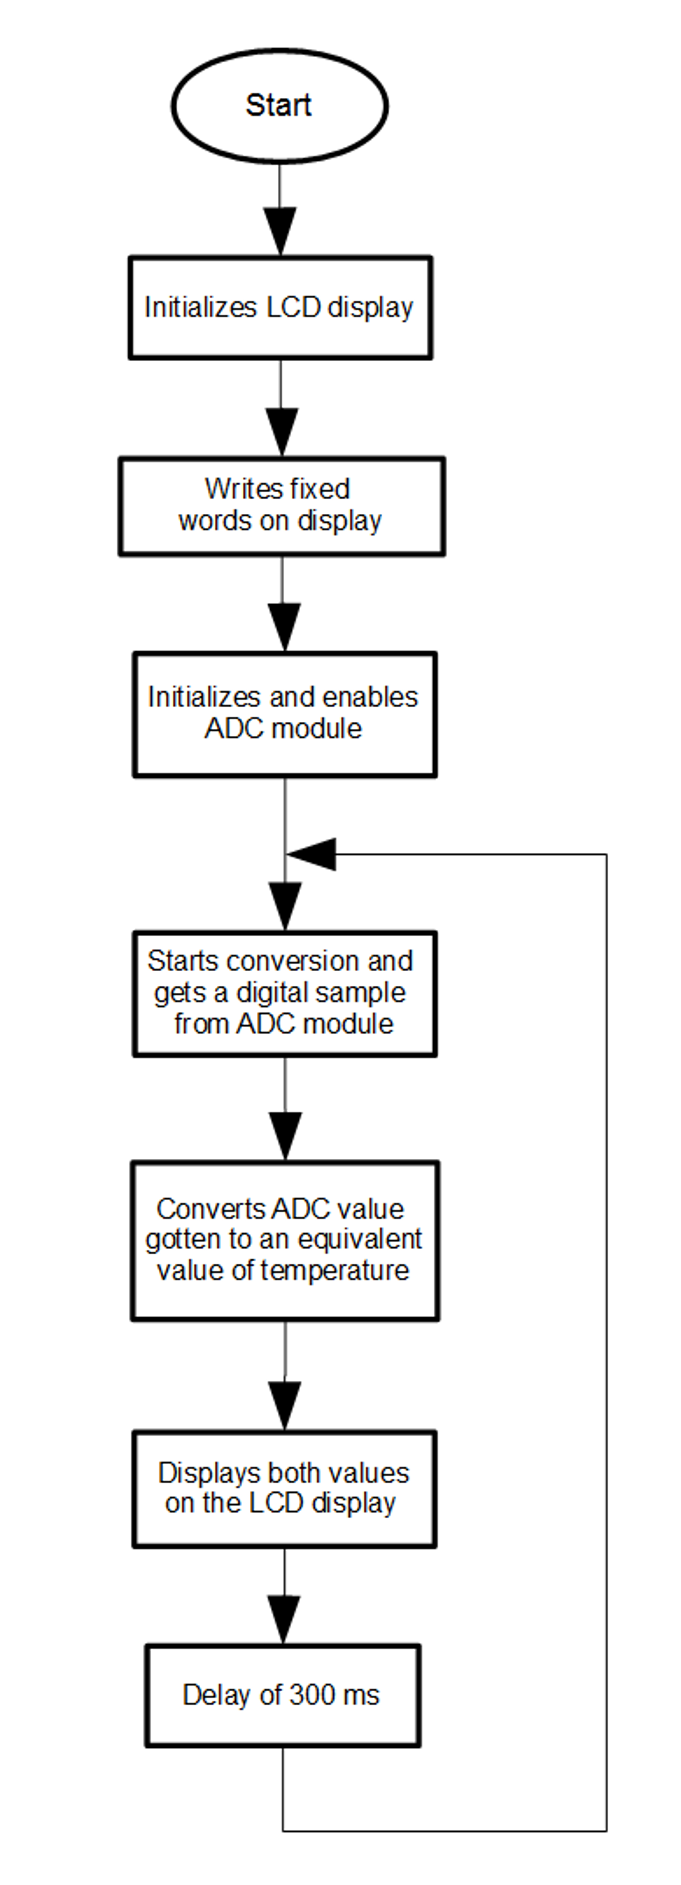 Start
Initializes LCD display
Writes fixed
words on display
Initializes and enables
ADC module
Starts conversion and
gets a digital sample
from ADC module
Converts ADC value
gotten to an equivalent
value of temperature
Displays both values
on the LCD display
Delay of 300 ms